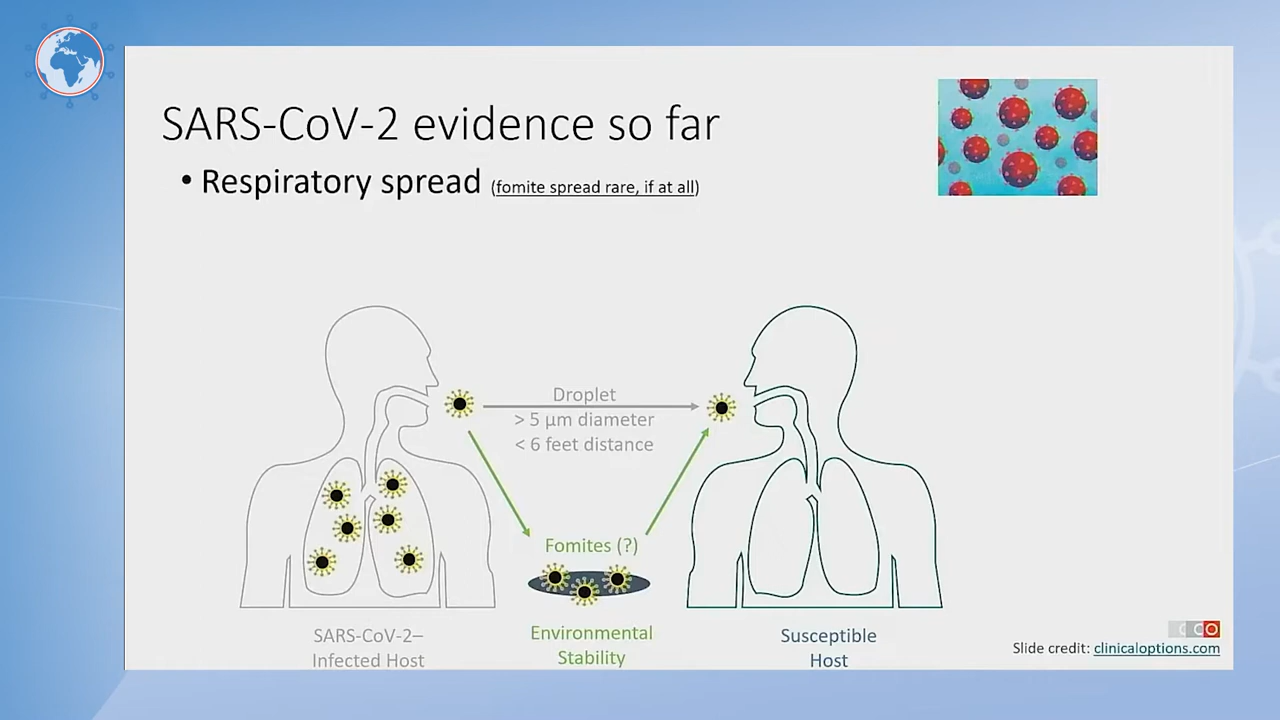 SARS-CoV-2 evidence so far
• Respiratory spread (fomite spread rare, if at all)
Droplet
> 5 μm diameter
< 6 feet distance
Fomites (?)
SARS-CoV-2–
Infected Host
Environmental
Stability
Susceptible
Host
CCO
Slide credit: clinicaloptions.com